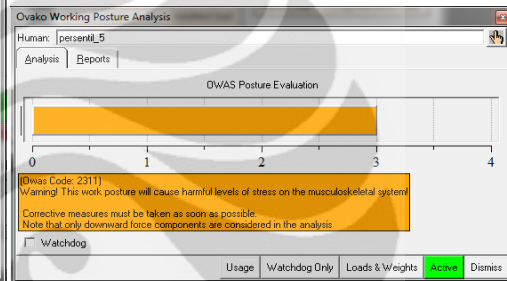 Ovako Working Posture Analysis
Human: persentil_5
Analysis Reports
OWAS Posture Evaluation
0 1 2 3 4
(Owas Code: 2311)
Warning! This work posture will cause harmful levels of stress on the musculoskeletal system!
Corrective measures must be taken as soon as possible.
Note that only downward force components are considered in the analysis
Watchdog
Usage Watchdog Only Loads & Weights Active Dismiss